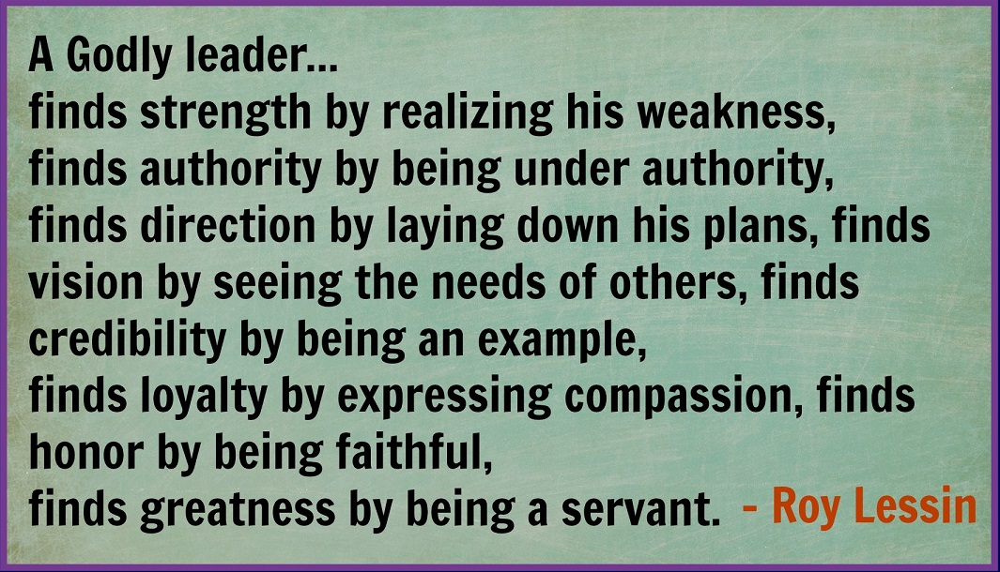 A Godly leader...
finds strength by realizing his weakness,
finds authority by being under authority,
finds direction by laying down his plans, finds
vision by seeing the needs of others, finds
credibility by being an example,
finds loyalty by expressing compassion, finds
honor by being faithful,
finds greatness by being a servant. - Roy Lessin